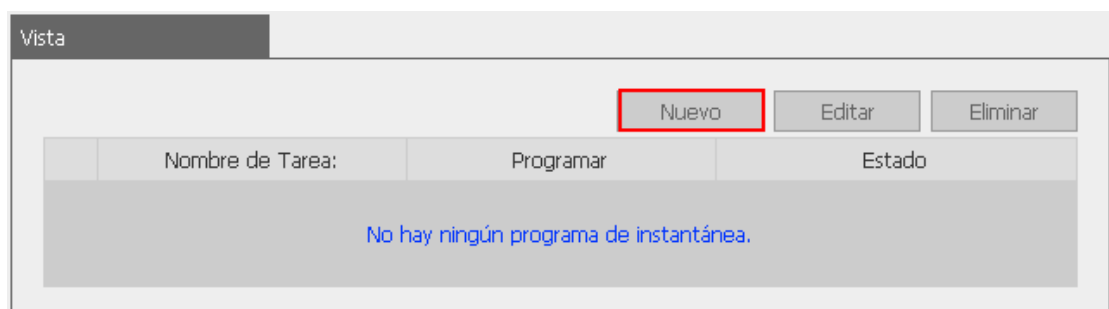 Vista
Nuevo Editar Eliminar
Nombre de Tarea: Programar Estado
No hay ningún programa de instantánea.